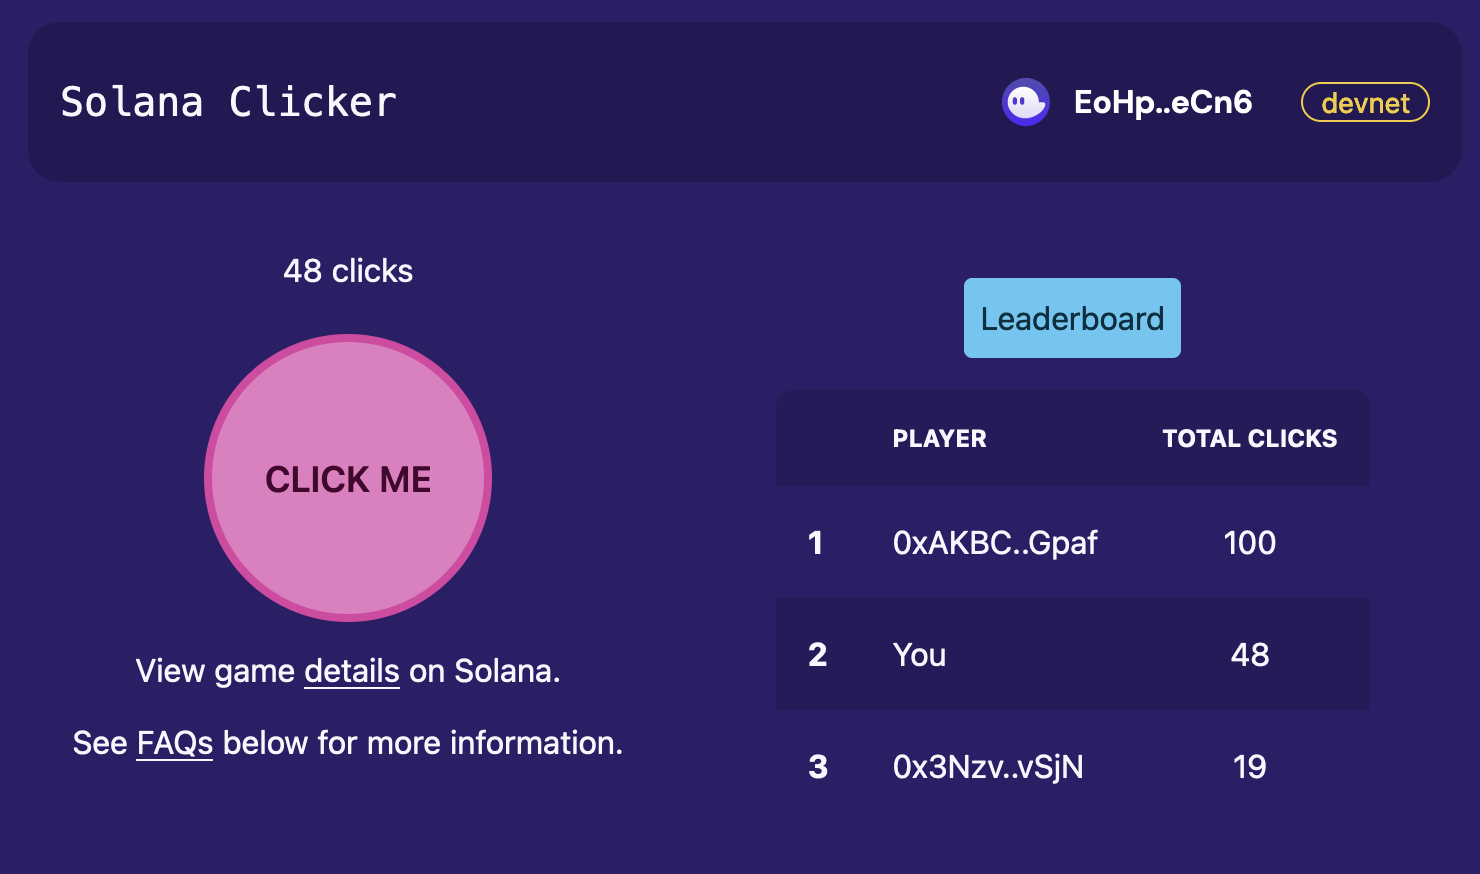 Solana Clicker
EoHp..eCn6
devnet
48 clicks
CLICK ME
View game details on Solana.
See FAQs below for more information.
Leaderboard
PLAYER TOTAL CLICKS
1 0xAKBC..Gpaf 100
2 You 48
3 0x3Nzv..vSjN 19